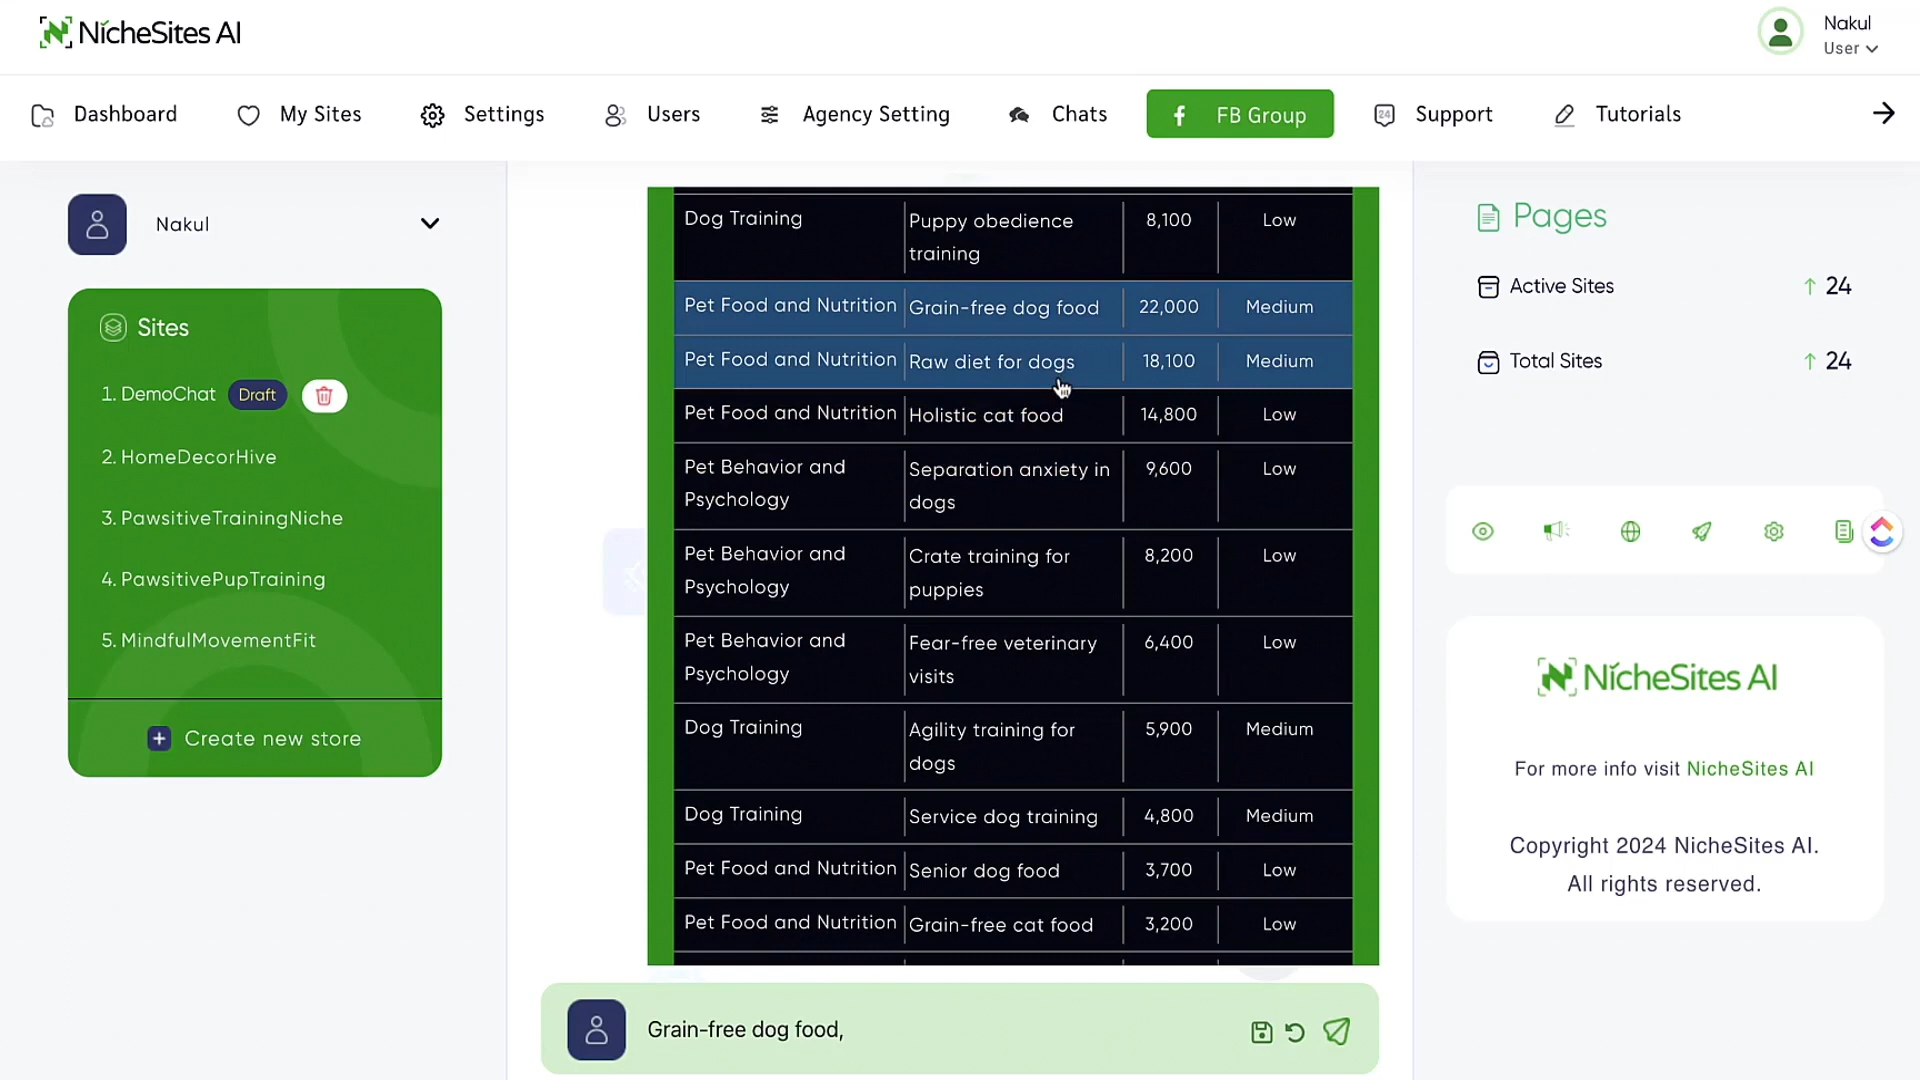 NicheSites AI
Nakul
User
Dashboard
My Sites
Settings
Users
Agency Setting
Chats
FB Group
Support
Tutorials
Nakul
Sites
1. DemoChat Draft
2. HomeDecorHive
3. PawsitiveTrainingNiche
4. PawsitivePupTraining
5. MindfulMovementFit
Create new store
Dog Training Puppy obedience 8,100 Low
training
Pet Food and Nutrition Grain-free dog food 22,000 Medium
Pet Food and Nutrition Raw diet for dogs 18,100 Medium
Pet Food and Nutrition Holistic cat food 14,800 Low
Pet Behavior and Separation anxiety in 9,600 Low
Psychology dogs
Pet Behavior and Crate training for 8,200 Low
Psychology puppies
Pet Behavior and Fear-free veterinary 6,400 Low
Psychology visits
Dog Training Agility training for 5,900 Medium
dogs
Dog Training Service dog training 4,800 Medium
Pet Food and Nutrition Senior dog food 3,700 Low
Pet Food and Nutrition Grain-free cat food 3,200 Low
Grain-free dog food,
Pages
Active Sites ↑ 24
Total Sites ↑ 24
NicheSites AI
For more info visit NicheSites AI
Copyright 2024 NicheSites AI.
All rights reserved.